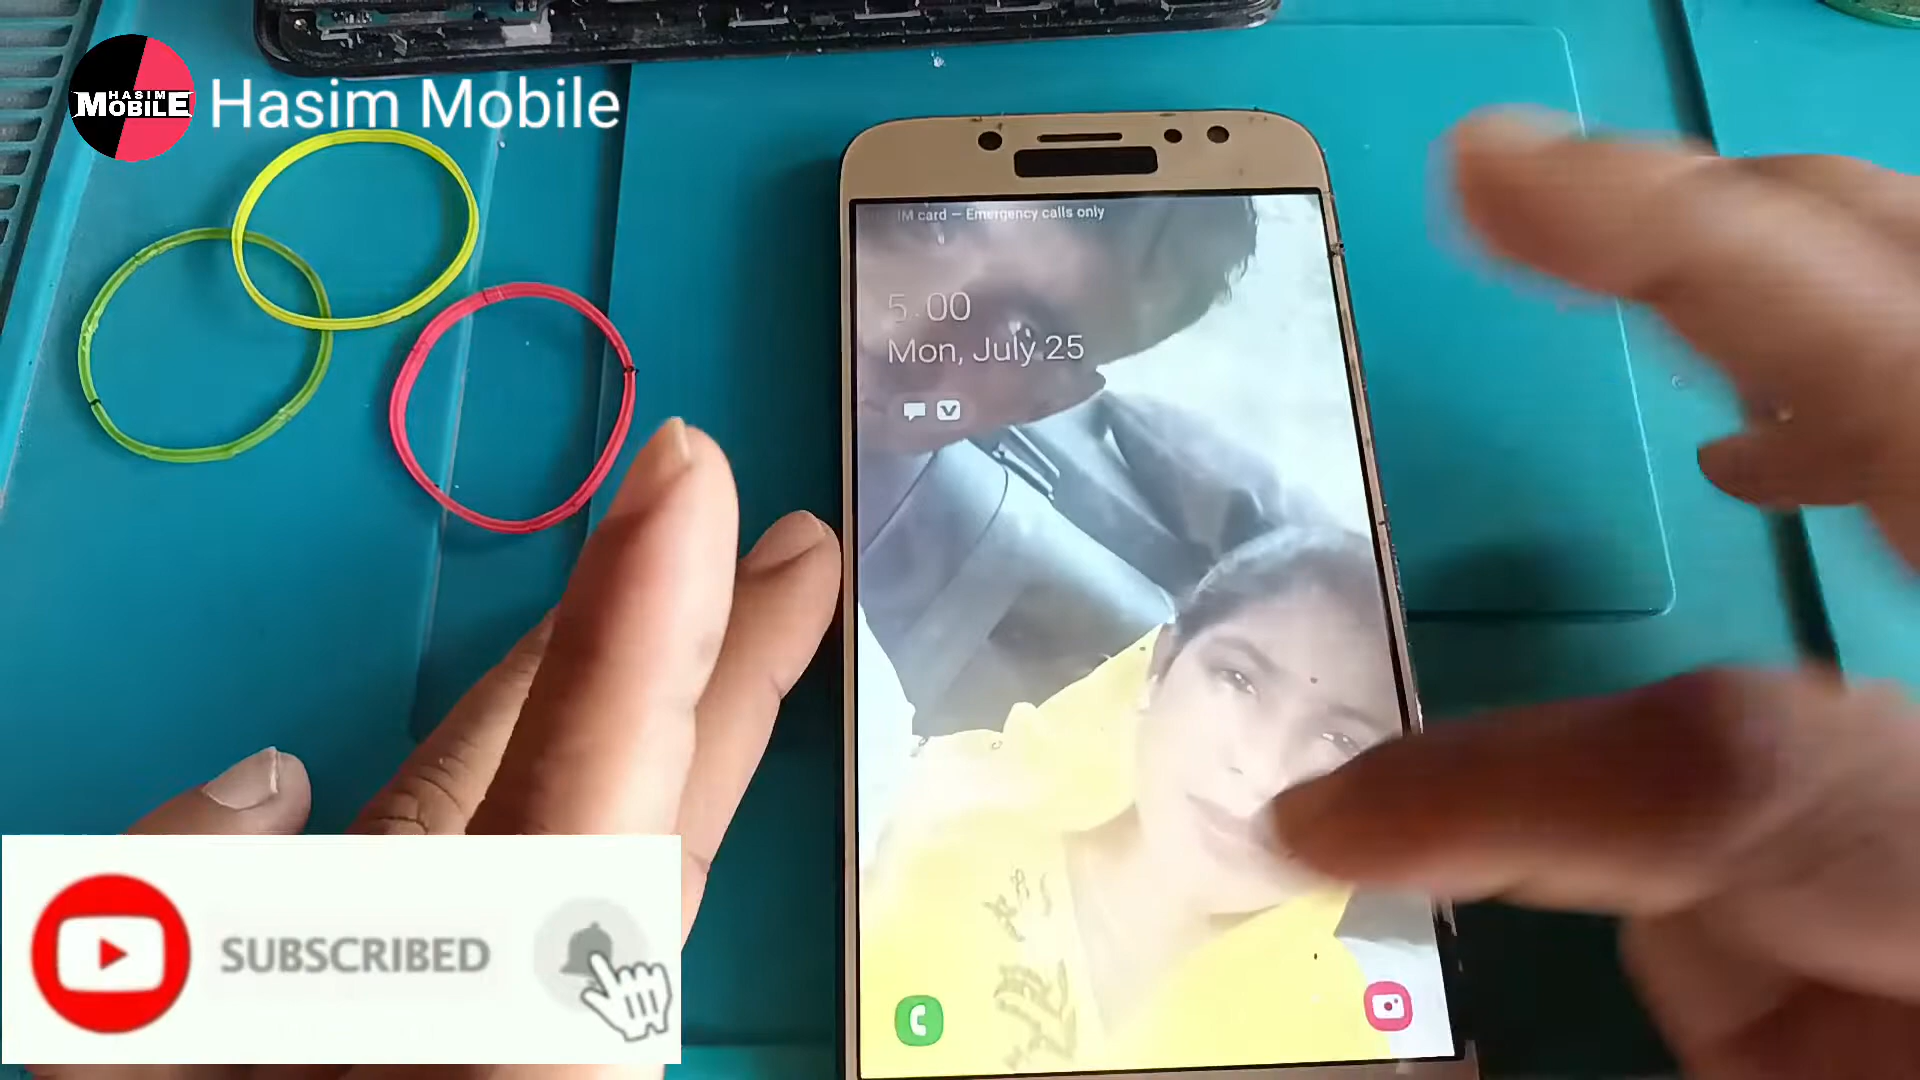 HASIM
MOBILE
Hasim Mobile
IM card – Emergency calls only
5:00
Mon, July 25
SUBSCRIBED